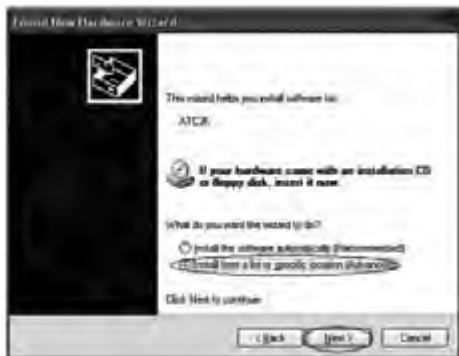 Found New Hardware Wizard
This wizard helps you install software for:
ATC2K
If your hardware came with an installation CD
or floppy disk, insert it now.
What do you want the wizard to do?
Install the software automatically (Recommended)
Install from a list or specific location (Advanced)
Click Next to continue.
< Back
Next >
Cancel